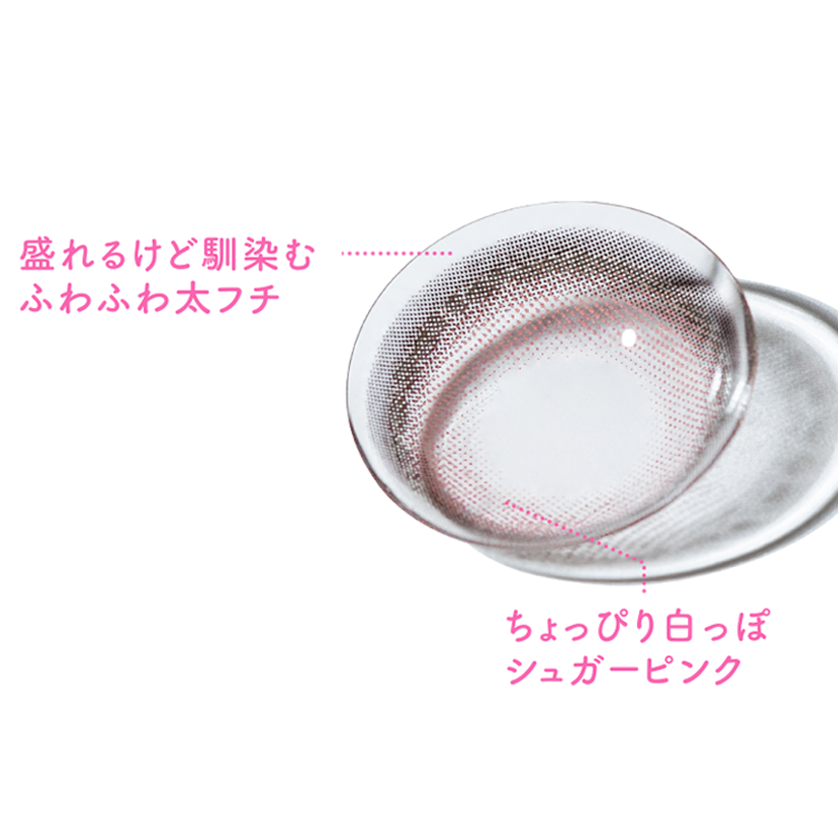 盛れるけど馴染む
ふわふわ太フチ
ちょっぴり白っぽ
シュガーピンク